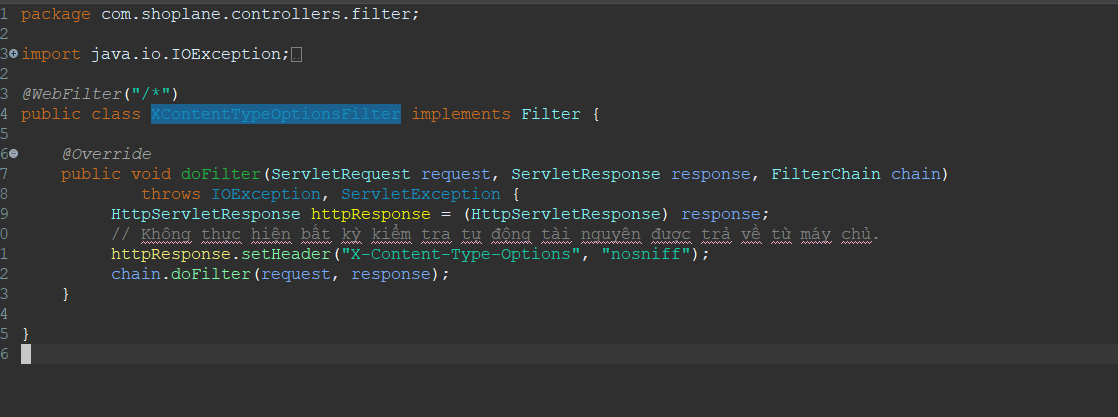 1 package com.shoplane.controllers.filter;
2
3 import java.io.IOException;
2
3 @WebFilter("/*")
4 public class XContentTypeOptionsFilter implements Filter {
5
6 @Override
7 public void doFilter(ServletRequest request, ServletResponse response, FilterChain chain)
8 throws IOException, ServletException {
9 HttpServletResponse httpResponse = (HttpServletResponse) response;
0 // Không thực hiện bất kỳ kiểm tra tự động tài nguyên được trả về từ máy chủ.
1 httpResponse.setHeader("X-Content-Type-Options", "nosniff");
2 chain.doFilter(request, response);
3 }
4
5 }
6